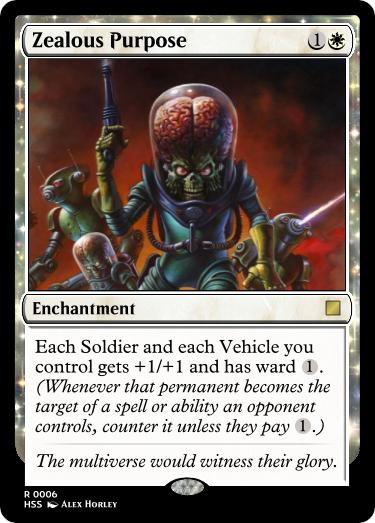 Zealous Purpose 1
Enchantment
Each Soldier and each Vehicle you
control gets +1/+1 and has ward 1.
(Whenever that permanent becomes the
target of a spell or ability an opponent
controls, counter it unless they pay 1.)
The multiverse would witness their glory.
R 0006
HSS ALEX HORLEY